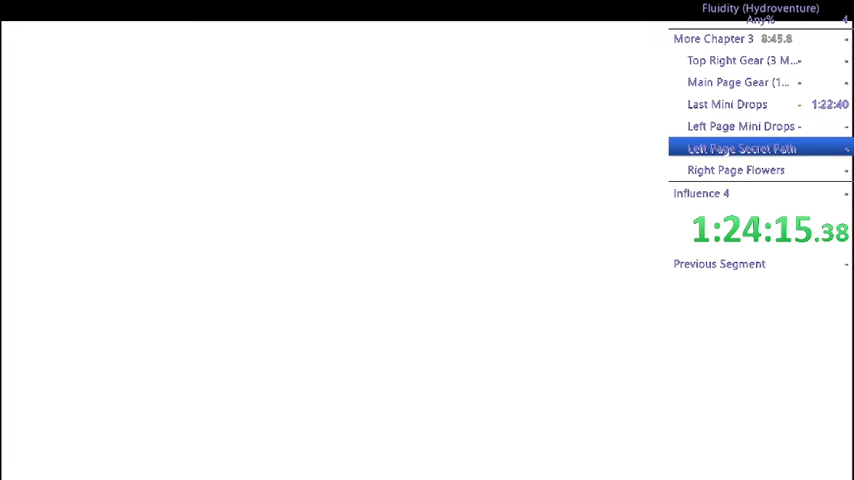 Fluidity (Hydroventure)
Any% 4
More Chapter 3 8:45.8 -
Top Right Gear (3 M... - -
Main Page Gear (1... - -
Last Mini Drops - 1:22:40
Left Page Mini Drops - -
Left Page Secret Path -
Right Page Flowers -
Influence 4 -
1:24:15.38
Previous Segment -